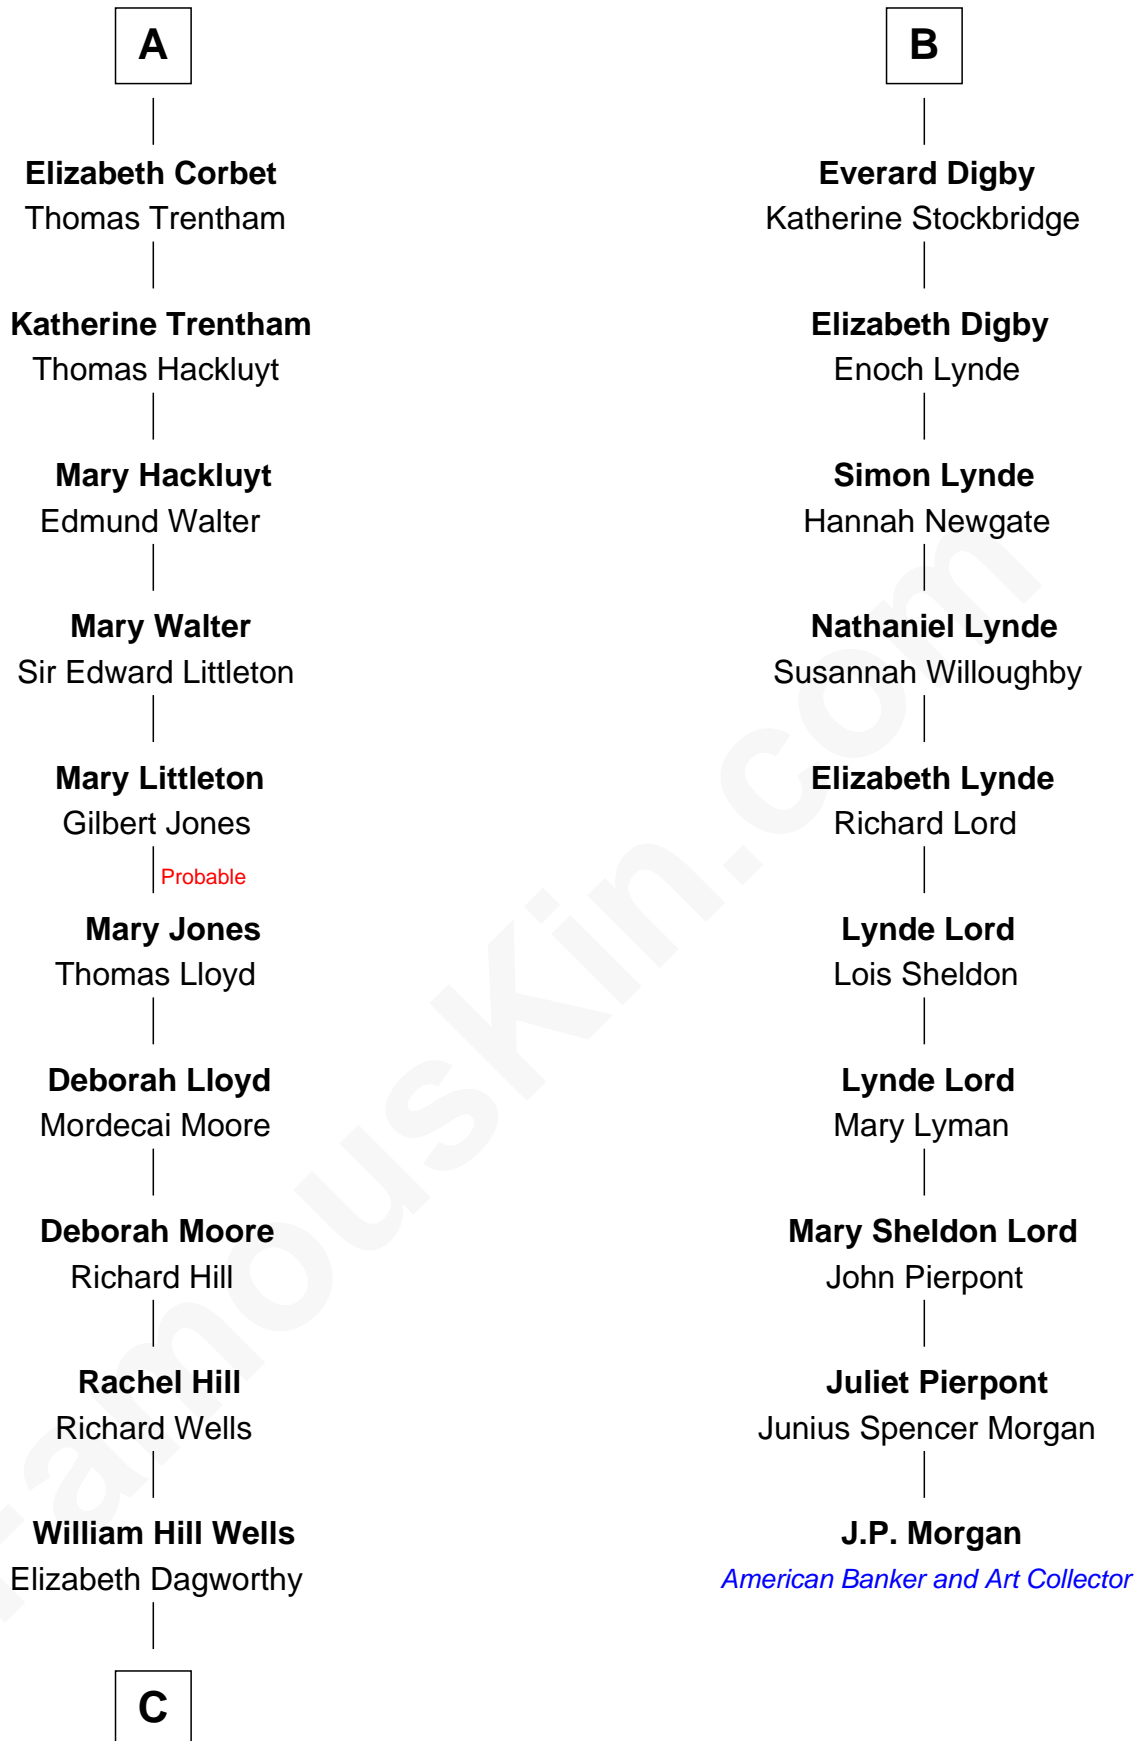 A
Elizabeth Corbet
Thomas Trentham
Katherine Trentham
Thomas Hackluyt
Mary Hackluyt
Edmund Walter
Mary Walter
Sir Edward Littleton
Mary Littleton
Gilbert Jones
Probable
Mary Jones
Thomas Lloyd
Deborah Lloyd
Mordecai Moore
Deborah Moore
Richard Hill
Rachel Hill
Richard Wells
William Hill Wells
Elizabeth Dagworthy
C
B
Everard Digby
Katherine Stockbridge
Elizabeth Digby
Enoch Lynde
Simon Lynde
Hannah Newgate
Nathaniel Lynde
Susannah Willoughby
Elizabeth Lynde
Richard Lord
Lynde Lord
Lois Sheldon
Lynde Lord
Mary Lyman
Mary Sheldon Lord
John Pierpont
Juliet Pierpont
Junius Spencer Morgan
J.P. Morgan
American Banker and Art Collector
FamousKin.com